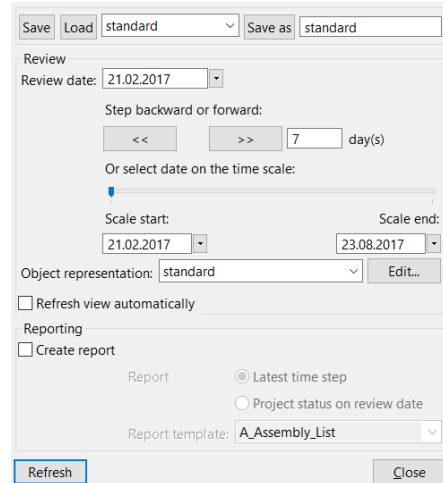 Save Load standard Save as standard
Review
Review date: 21.02.2017
Step backward or forward:
<< >> 7 day(s)
Or select date on the time scale:
Scale start: Scale end:
21.02.2017 23.08.2017
Object representation: standard Edit...
Refresh view automatically
Reporting
Create report
Report Latest time step
Project status on review date
Report template: A_Assembly_List
Refresh Close